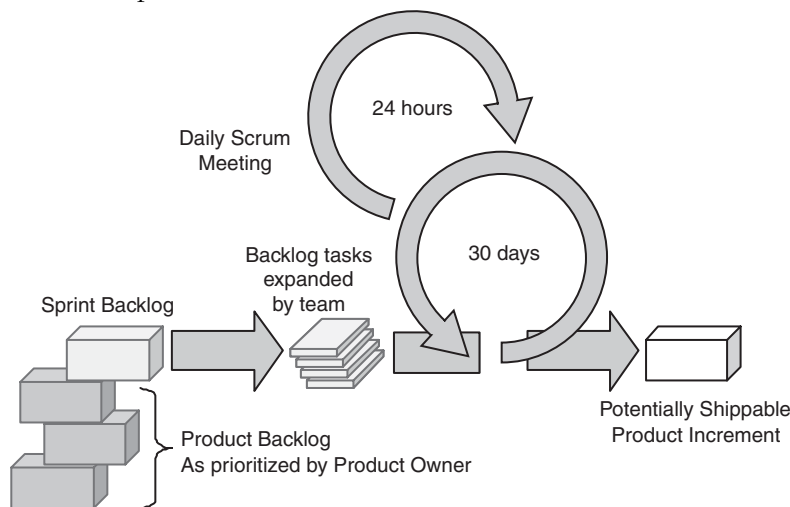 24 hours
Daily Scrum
Meeting
30 days
Backlog tasks
expanded
by team
Sprint Backlog
Potentially Shippable
Product Increment
Product Backlog
As prioritized by Product Owner